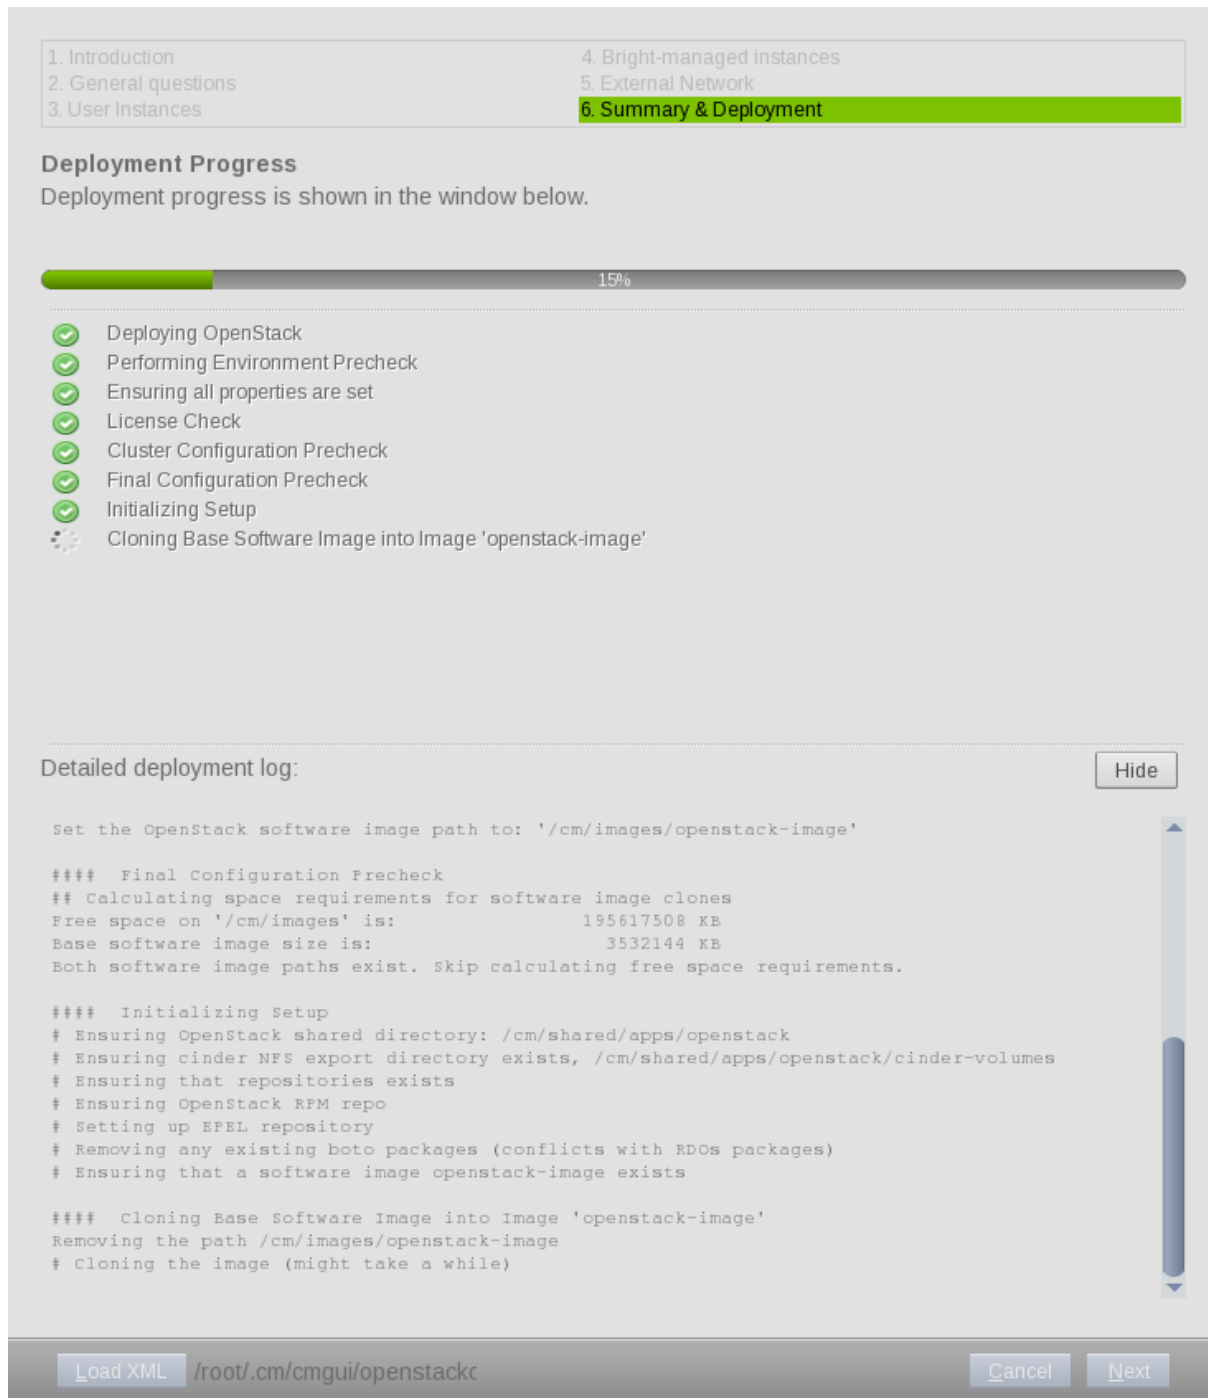 1. Introduction
2. General questions
3. User Instances
4. Bright-managed instances
5. External Network
6. Summary & Deployment
Deployment Progress
Deployment progress is shown in the window below.
15%
Deploying OpenStack
Performing Environment Precheck
Ensuring all properties are set
License Check
Cluster Configuration Precheck
Final Configuration Precheck
Initializing Setup
Cloning Base Software Image into Image 'openstack-image'
Detailed deployment log:
Hide
Set the OpenStack software image path to: '/cm/images/openstack-image'
#### Final Configuration Precheck
## Calculating space requirements for software image clones
Free space on '/cm/images' is: 195617508 KB
Base software image size is: 3532144 KB
Both software image paths exist. Skip calculating free space requirements.
#### Initializing Setup
# Ensuring OpenStack shared directory: /cm/shared/apps/openstack
# Ensuring cinder NFS export directory exists, /cm/shared/apps/openstack/cinder-volumes
# Ensuring that repositories exists
# Ensuring OpenStack RPM repo
# Setting up EPEL repository
# Removing any existing boto packages (conflicts with RDOs packages)
# Ensuring that a software image openstack-image exists
#### Cloning Base Software Image into Image 'openstack-image'
Removing the path /cm/images/openstack-image
# Cloning the image (might take a while)
Load XML /root/.cm/cmgui/openstackc
Cancel Next